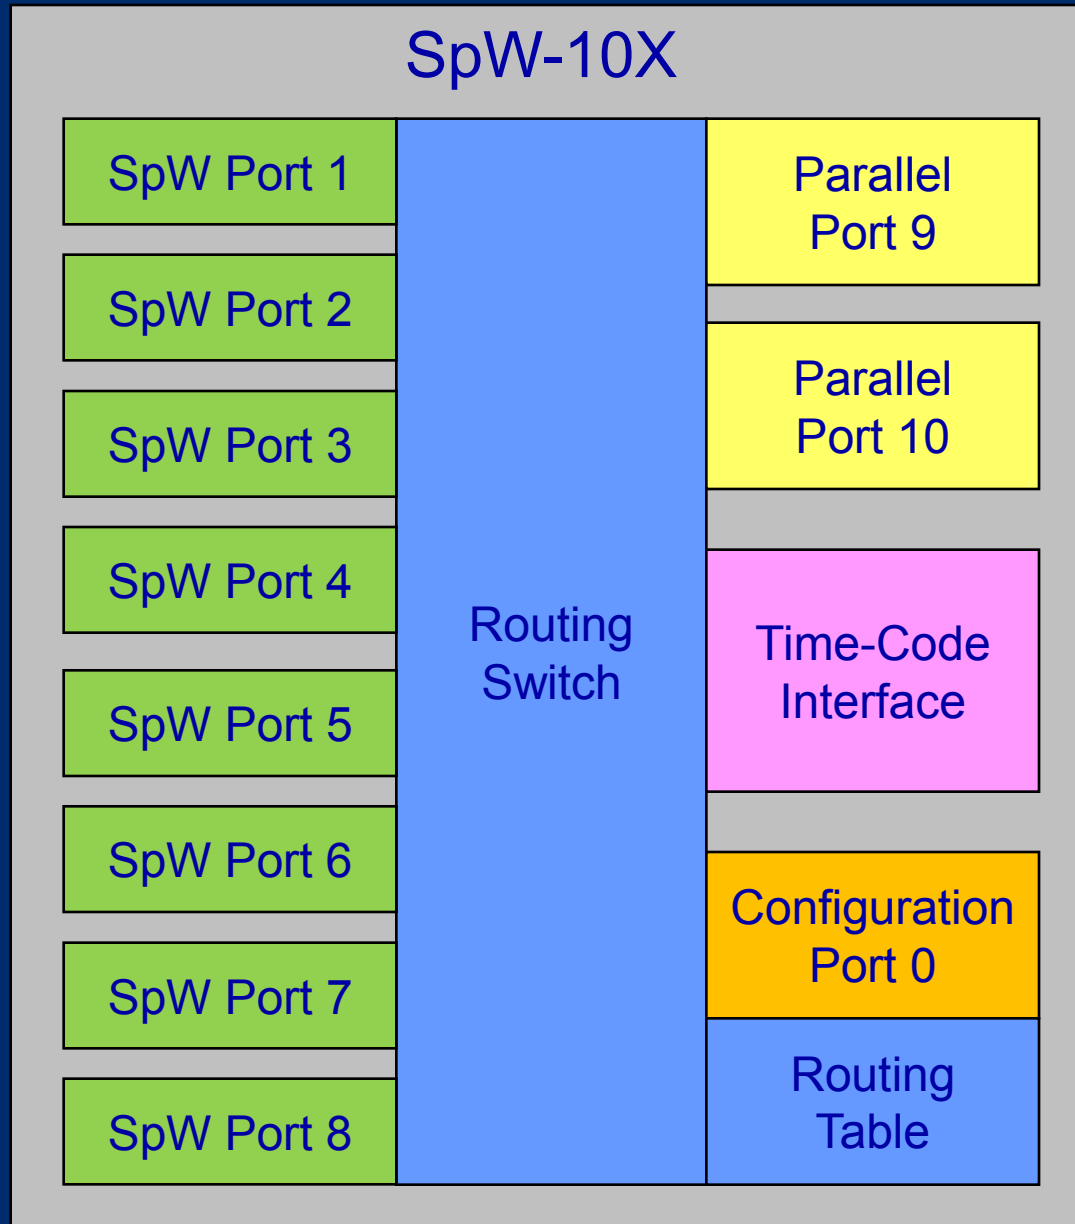 SpW-10X
SpW Port 1
SpW Port 2
SpW Port 3
SpW Port 4
SpW Port 5
SpW Port 6
SpW Port 7
SpW Port 8
Routing
Switch
Parallel
Port 9
Parallel
Port 10
Time-Code
Interface
Configuration
Port 0
Routing
Table